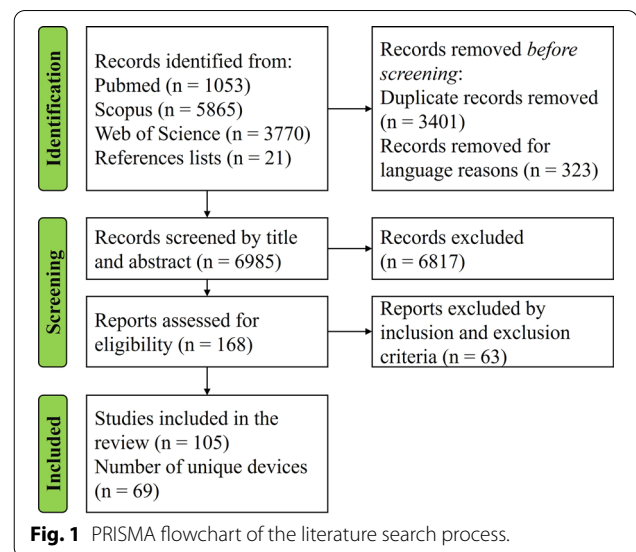 Identification
Records identified from:
Pubmed (n = 1053)
Scopus (n = 5865)
Web of Science (n = 3770)
References lists (n = 21)
Records removed before
screening:
Duplicate records removed
(n = 3401)
Records removed for
language reasons (n = 323)
Screening
Records screened by title
and abstract (n = 6985)
Records excluded
(n = 6817)
Reports assessed for
eligibility (n = 168)
Reports excluded by
inclusion and exclusion
criteria (n = 63)
Included
Studies included in the
review (n = 105)
Number of unique devices
(n = 69)
Fig. 1 PRISMA flowchart of the literature search process.